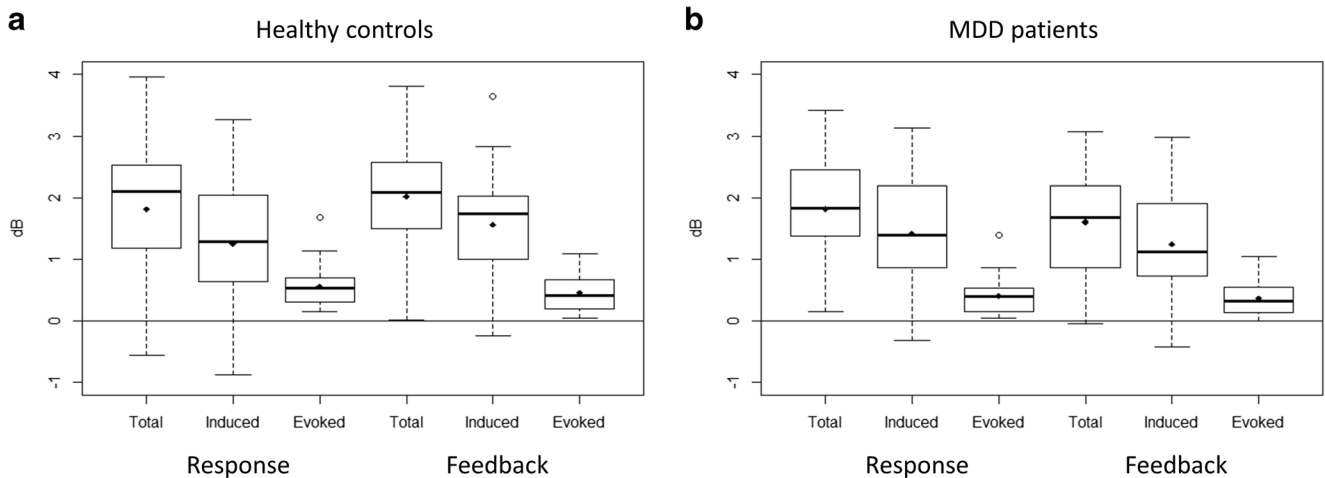 a
Healthy controls
dB
4
3
2
1
0
-1
Total Induced Evoked Total Induced Evoked
Response Feedback
b
MDD patients
dB
4
3
2
1
0
-1
Total Induced Evoked Total Induced Evoked
Response Feedback